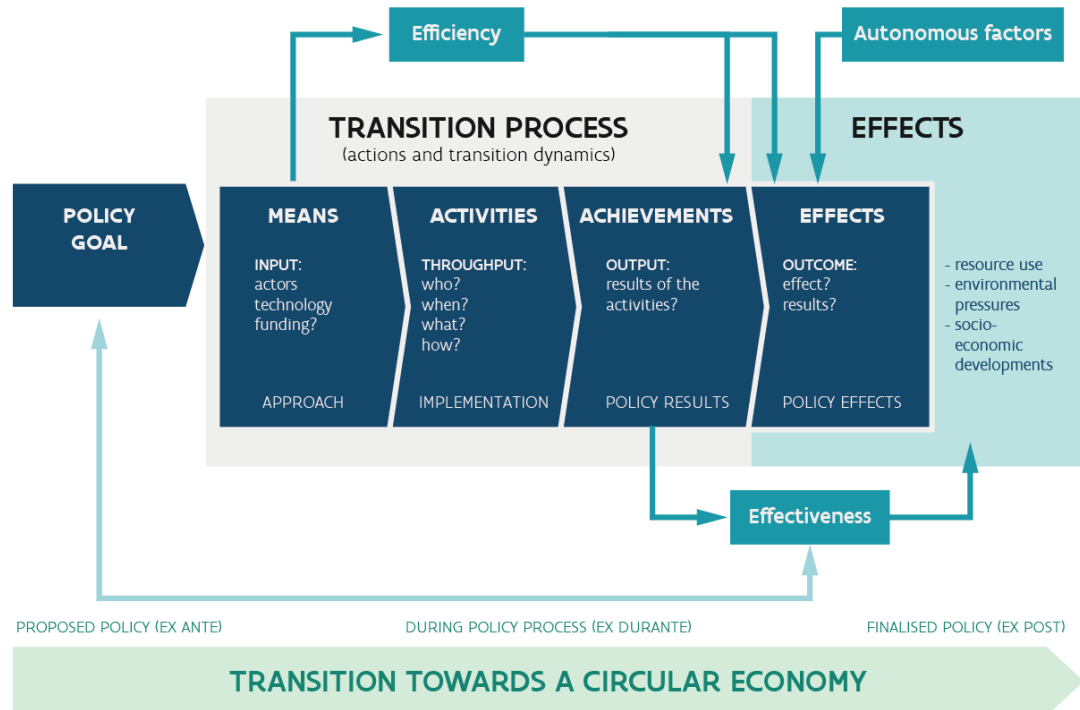 Efficiency
Autonomous factors
TRANSITION PROCESS
(actions and transition dynamics)
EFFECTS
POLICY
GOAL
MEANS
INPUT:
actors
technology
funding?
APPROACH
ACTIVITIES
THROUGHPUT:
who?
when?
what?
how?
IMPLEMENTATION
ACHIEVEMENTS
OUTPUT:
results of the
activities?
POLICY RESULTS
EFFECTS
OUTCOME:
effect?
results?
POLICY EFFECTS
- resource use
- environmental
pressures
- socio-
economic
developments
Effectiveness
PROPOSED POLICY (EX ANTE)
DURING POLICY PROCESS (EX DURANTE)
FINALISED POLICY (EX POST)
TRANSITION TOWARDS A CIRCULAR ECONOMY